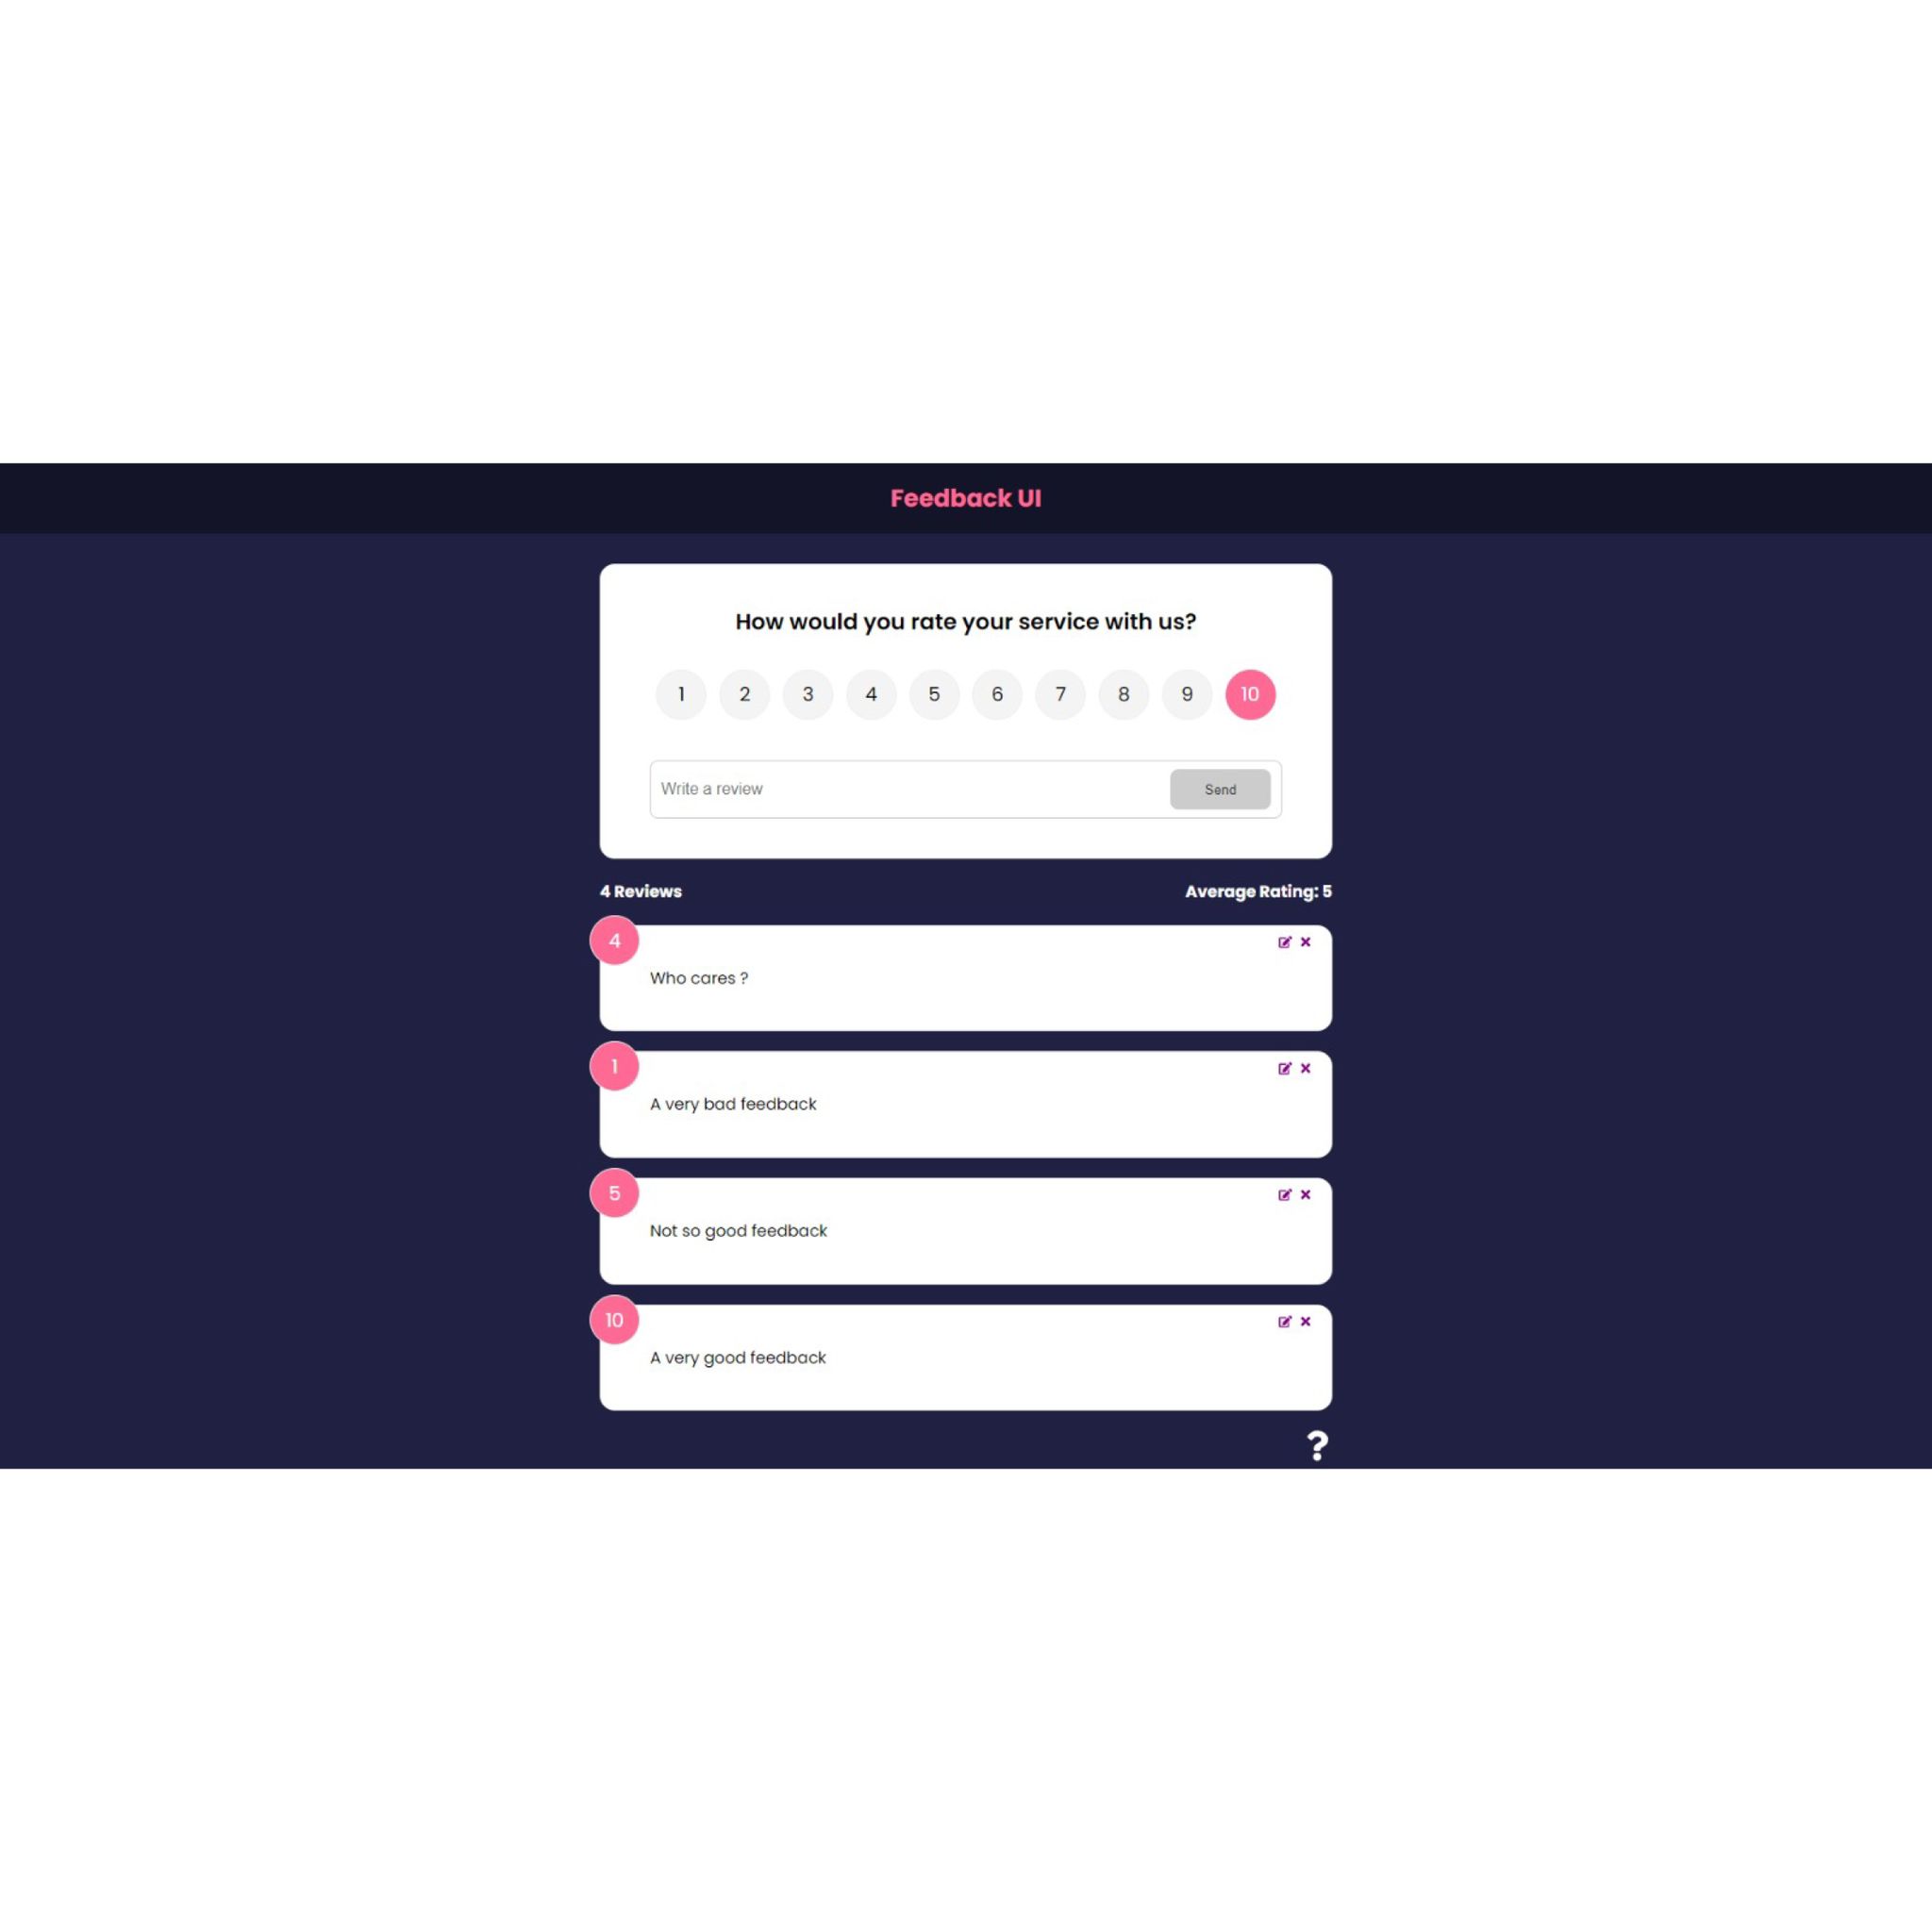 Feedback UI
How would you rate your service with us?
1 2 3 4 5 6 7 8 9 10
Write a review Send
4 Reviews Average Rating: 5
4
Who cares ?
1
A very bad feedback
5
Not so good feedback
10
A very good feedback
?